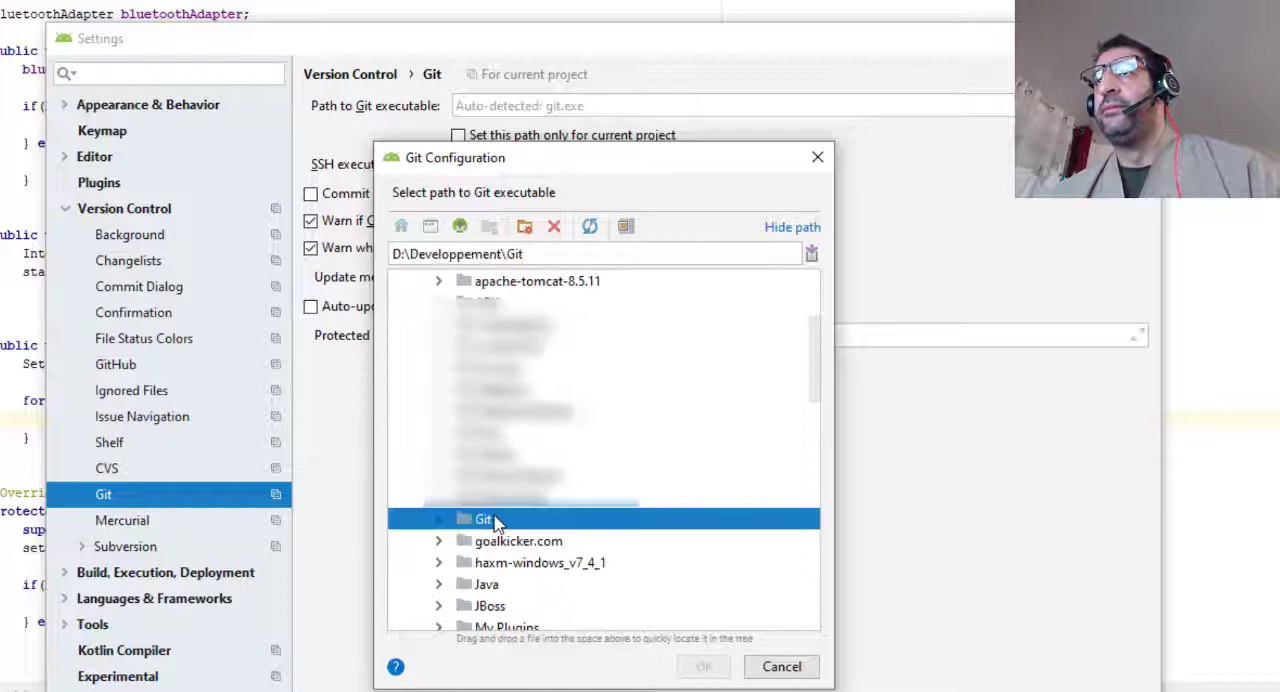 luetoothAdapter bluetoothAdapter;
Settings
ublic
blu
if(
} e
}
ublic
Int
sta
ublic
Set
for
}
Overri
protec
sup
set
if(
} e
Appearance & Behavior
Keymap
Editor
Plugins
Version Control
Background
Changelists
Commit Dialog
Confirmation
File Status Colors
GitHub
Ignored Files
Issue Navigation
Shelf
CVS
Git
Mercurial
Subversion
Build, Execution, Deployment
Languages & Frameworks
Tools
Kotlin Compiler
Experimental
Version Control › Git For current project
Path to Git executable: Auto-detected: git.exe
Set this path only for current project
SSH execut
Commit
Warn if C
Warn wh
Update me
Auto-up
Protected
Git Configuration
Select path to Git executable
Hide path
D:\Developpement\Git
apache-tomcat-8.5.11
Git
goalkicker.com
haxm-windows_v7_4_1
Java
JBoss
My Plugins
Drag and drop a file into the space above to quickly locate it in the tree
OK Cancel